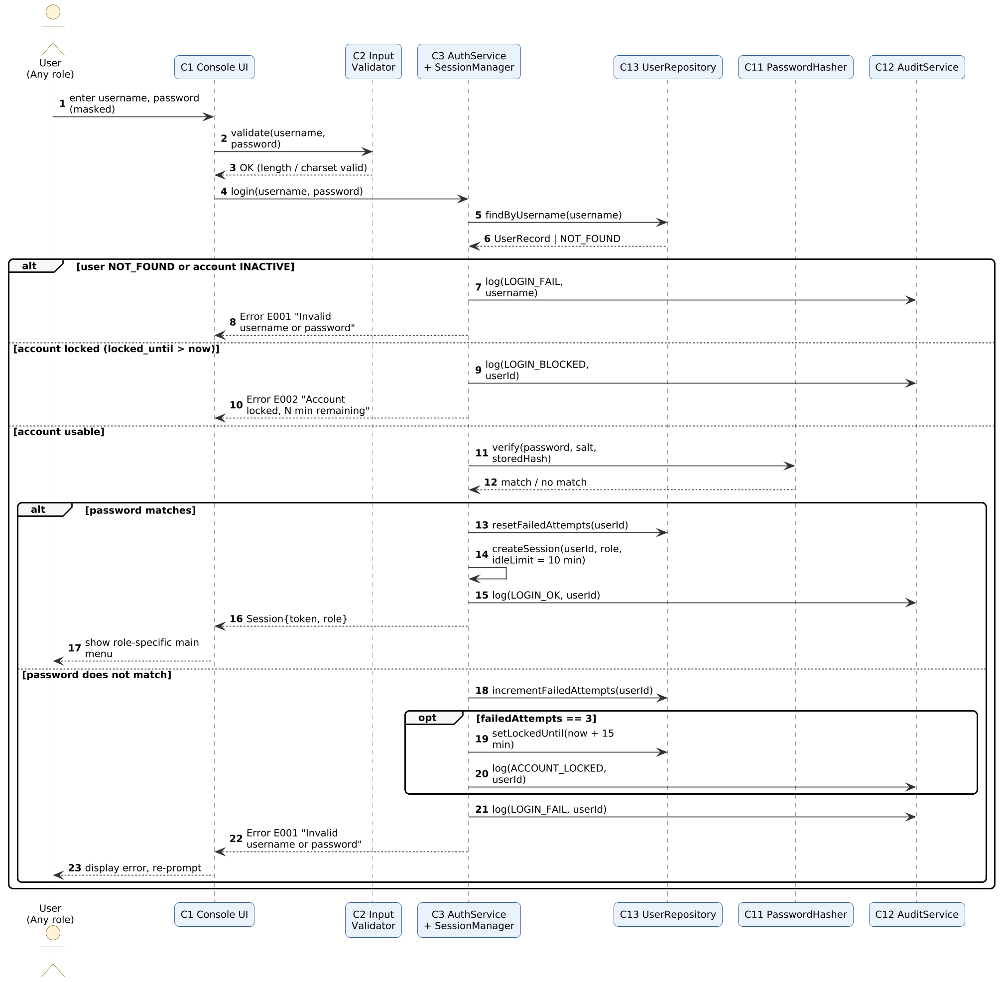 User
(Any role)
C1 Console UI
C2 Input
Validator
C3 AuthService
+ SessionManager
C13 UserRepository
C11 PasswordHasher
C12 AuditService
1 enter username, password
(masked)
2 validate(username,
password)
3 OK (length / charset valid)
4 login(username, password)
5 findByUsername(username)
6 UserRecord | NOT_FOUND
alt [user NOT_FOUND or account INACTIVE]
7 log(LOGIN_FAIL,
username)
8 Error E001 "Invalid
username or password"
[account locked (locked_until > now)]
9 log(LOGIN_BLOCKED,
userId)
10 Error E002 "Account
locked, N min remaining"
[account usable]
11 verify(password, salt,
storedHash)
12 match / no match
alt [password matches]
13 resetFailedAttempts(userId)
14 createSession(userId, role,
idleLimit = 10 min)
15 log(LOGIN_OK, userId)
16 Session{token, role}
17 show role-specific main
menu
[password does not match]
18 incrementFailedAttempts(userId)
opt [failedAttempts == 3]
19 setLockedUntil(now + 15
min)
20 log(ACCOUNT_LOCKED,
userId)
21 log(LOGIN_FAIL, userId)
22 Error E001 "Invalid
username or password"
23 display error, re-prompt
User
(Any role)
C1 Console UI
C2 Input
Validator
C3 AuthService
+ SessionManager
C13 UserRepository
C11 PasswordHasher
C12 AuditService